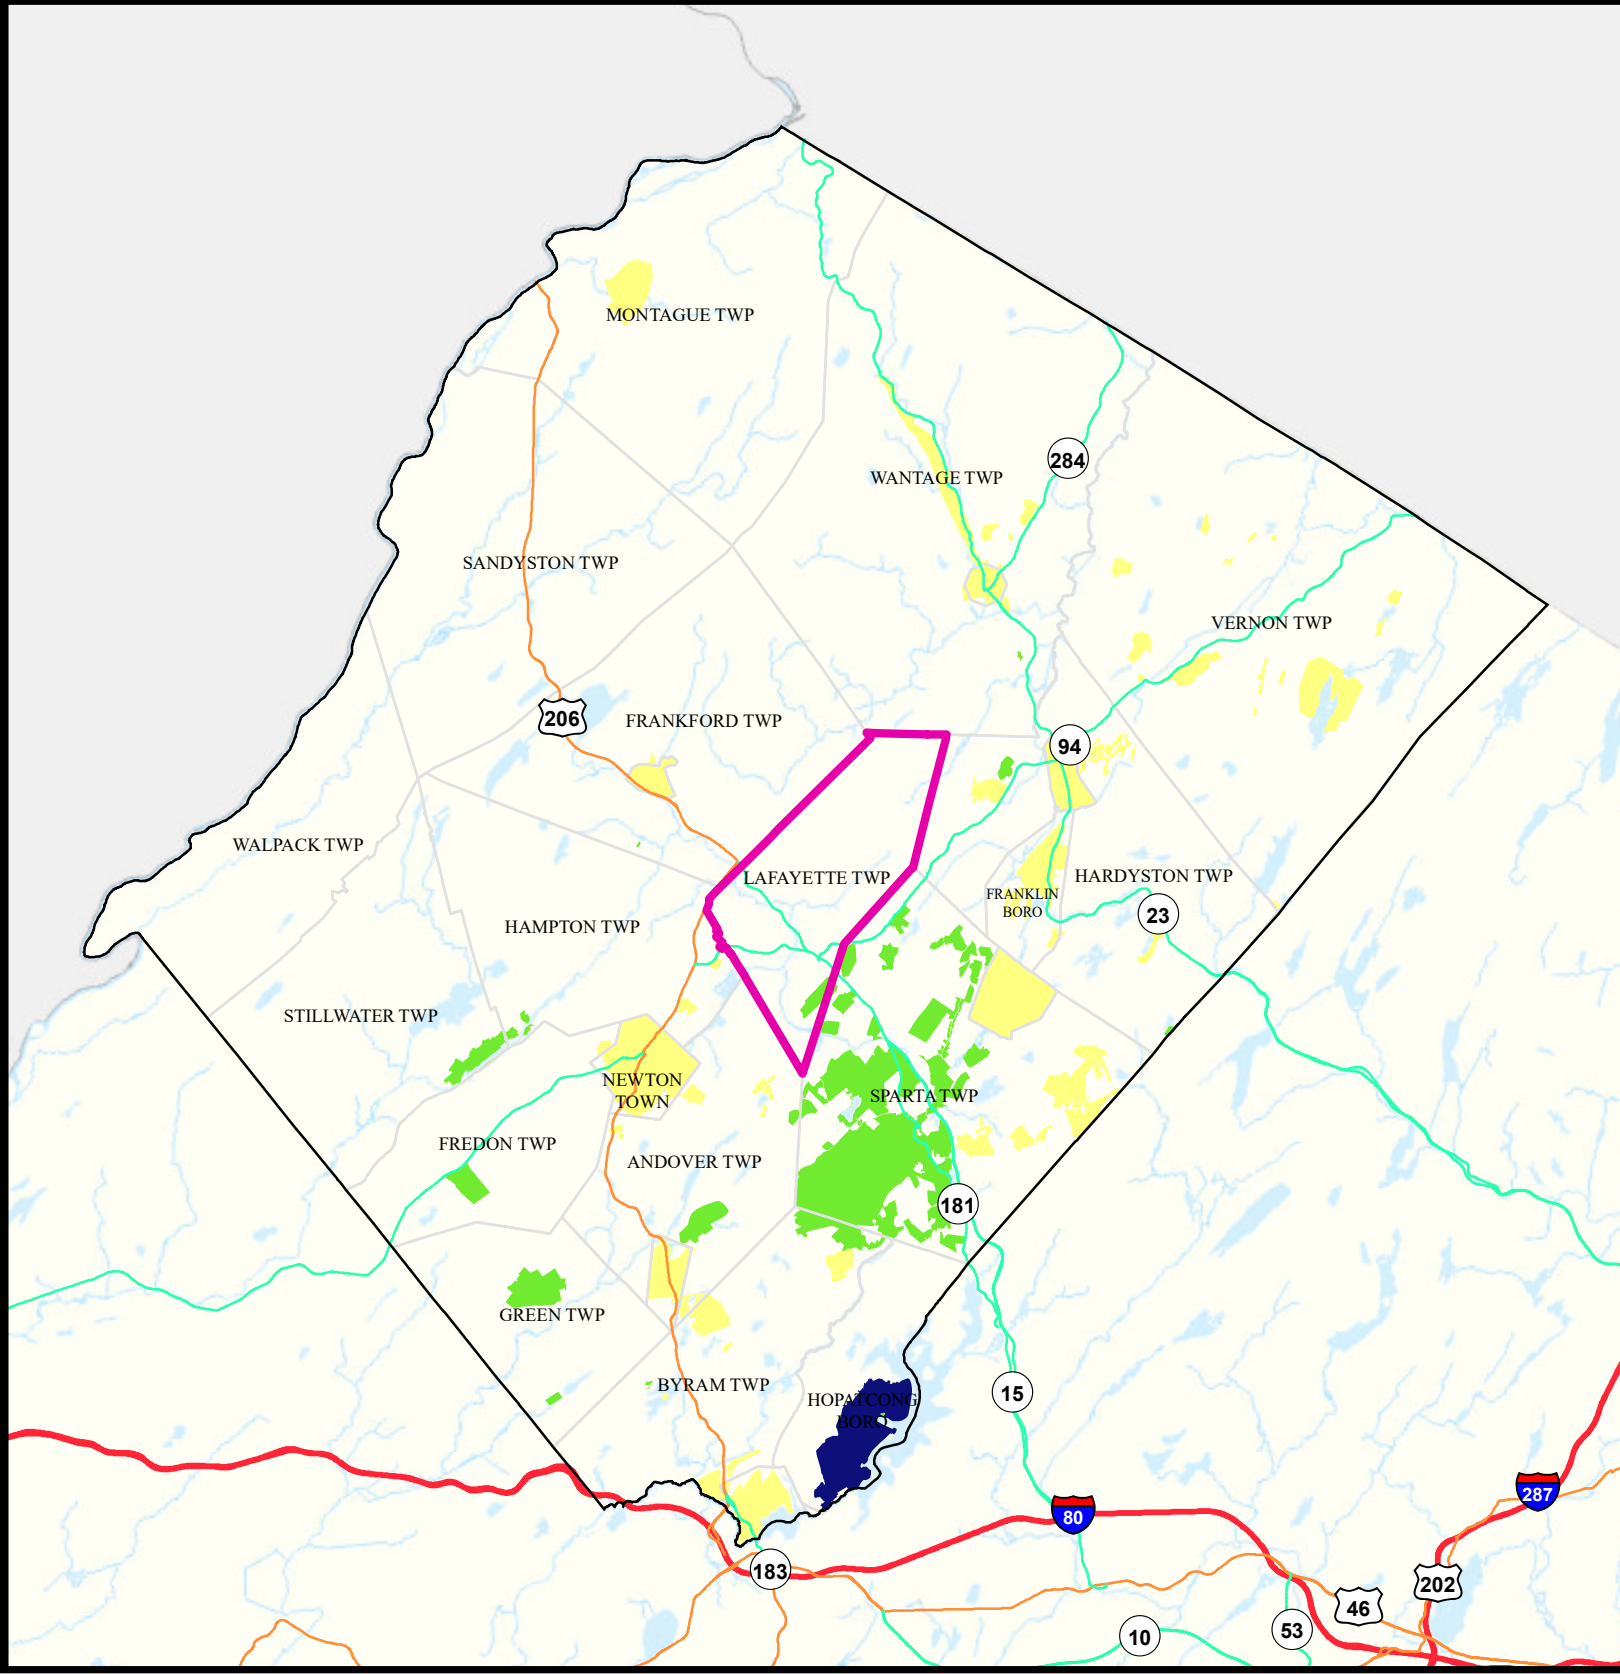 MONTAGUE TWP
284
WANTAGE TWP
SANDYSTON TWP
VERNON TWP
206
FRANKFORD TWP
94
WALPACK TWP
LAFAYETTE TWP
HARDYSTON TWP
FRANKLIN
BORO
23
HAMPTON TWP
STILLWATER TWP
NEWTON
TOWN
SPARTA TWP
FREDON TWP
ANDOVER TWP
181
GREEN TWP
BYRAM TWP
15
HOPATCONG
BORO
287
80
183
202
46
53
10